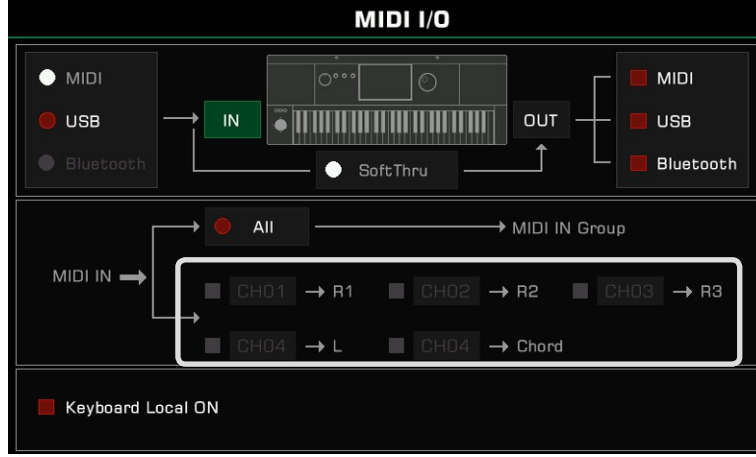 MIDI I/O
MIDI
USB
Bluetooth
IN
OUT
SoftThru
MIDI
USB
Bluetooth
MIDI IN
All
MIDI IN Group
CH01 → R1
CH02 → R2
CH03 → R3
CH04 → L
CH04 → Chord
Keyboard Local ON